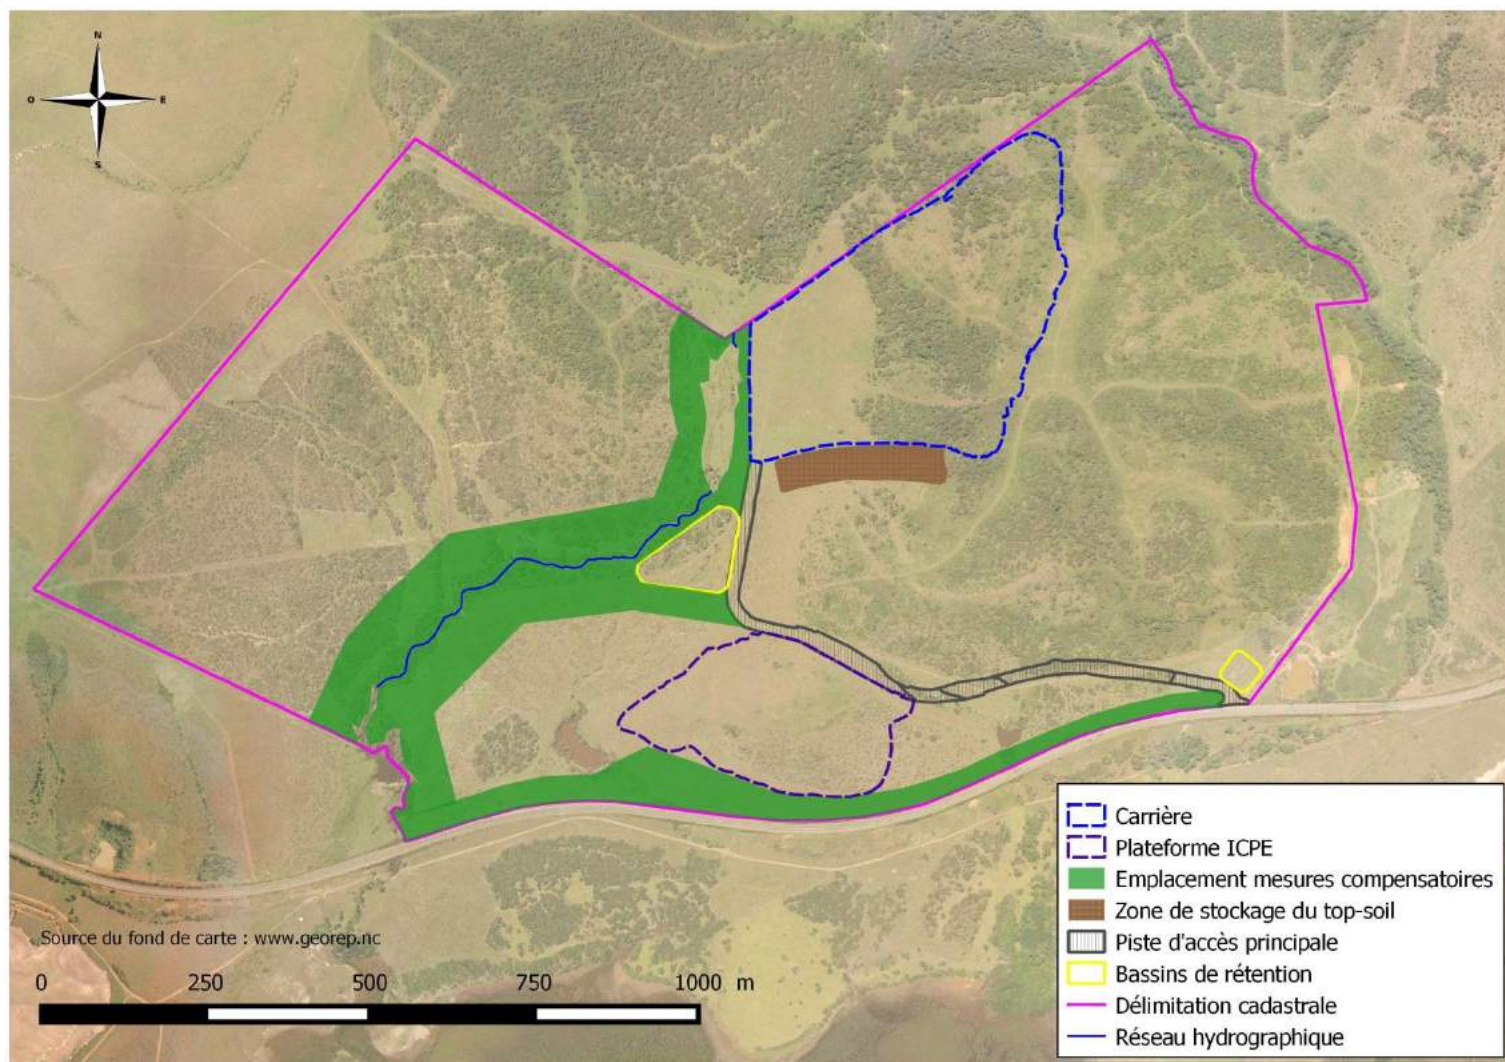 N
O
E
S
Carrière
Plateforme ICPE
Emplacement mesures compensatoires
Zone de stockage du top-soil
Piste d'accès principale
Bassins de rétention
Délimitation cadastrale
Réseau hydrographique
Source du fond de carte : www.georep.nc
0 250 500 750 1000 m